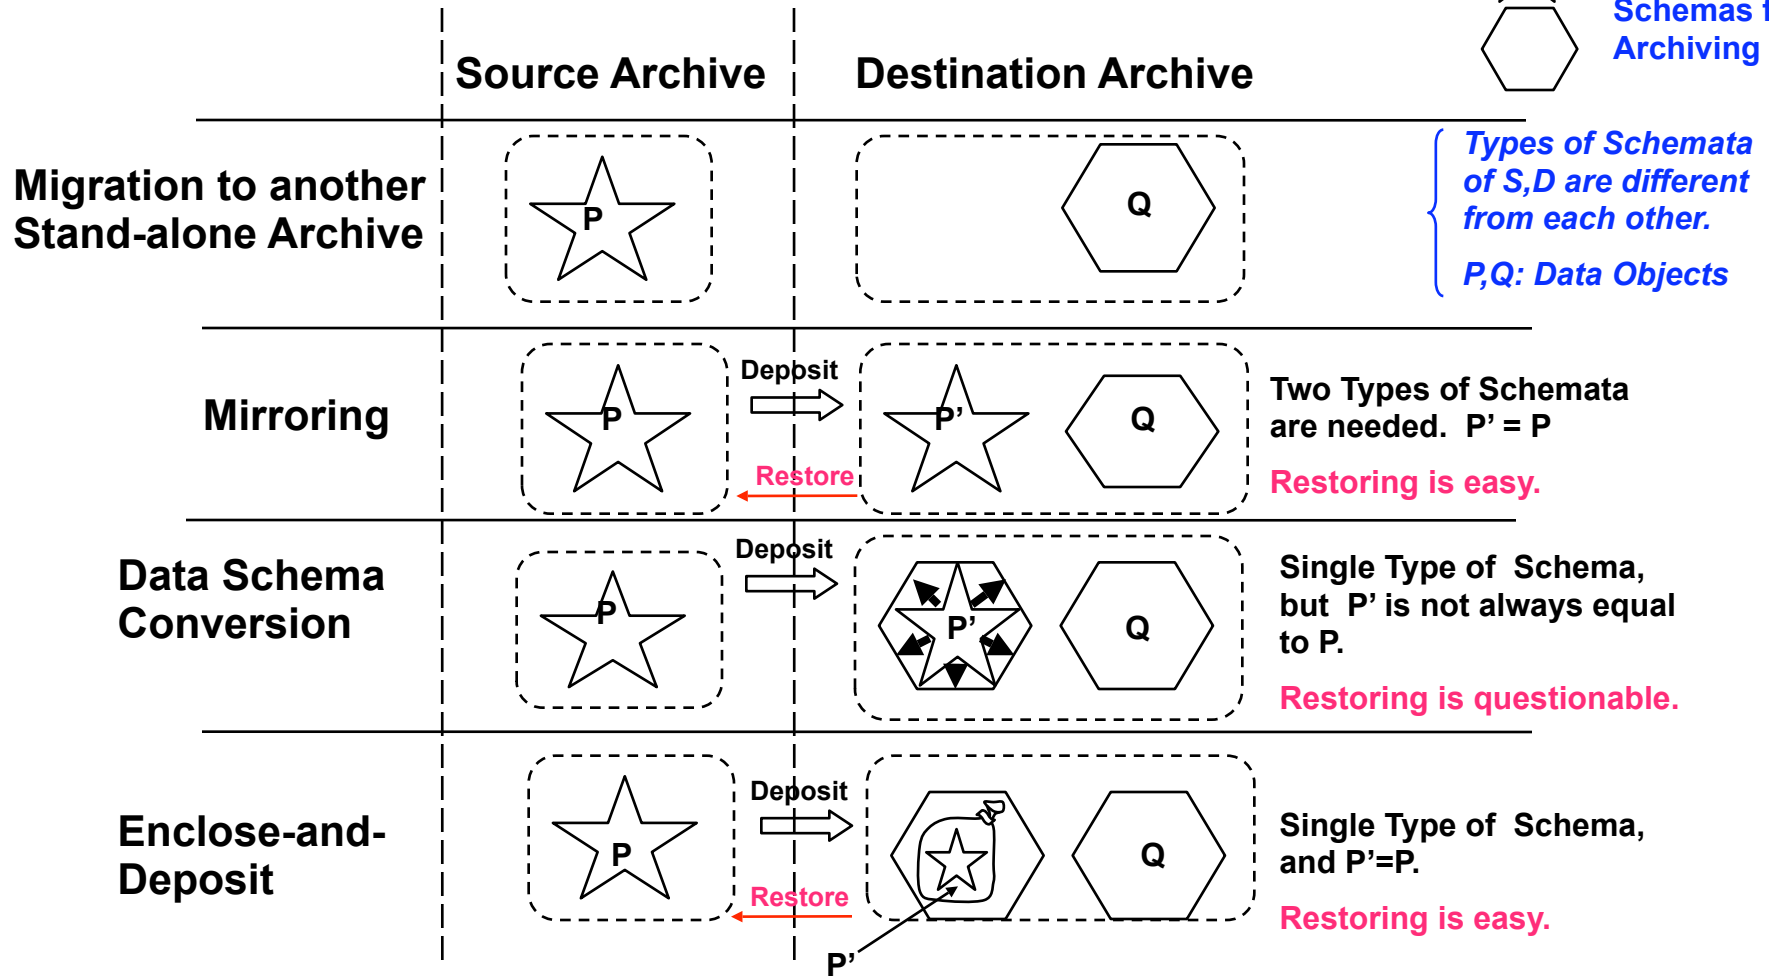 Schemas f
Archiving
Source Archive
Destination Archive
Migration to another
Stand-alone Archive
P
Q
Types of Schemata
of S,D are different
from each other.
P,Q: Data Objects
Mirroring
P
Deposit
Restore
P’
Q
Two Types of Schemata
are needed. P’ = P
Restoring is easy.
Data Schema
Conversion
P
Deposit
P’
Q
Single Type of Schema,
but P’ is not always equal
to P.
Restoring is questionable.
Enclose-and-
Deposit
P
Deposit
Restore
P’
Q
Single Type of Schema,
and P’=P.
Restoring is easy.